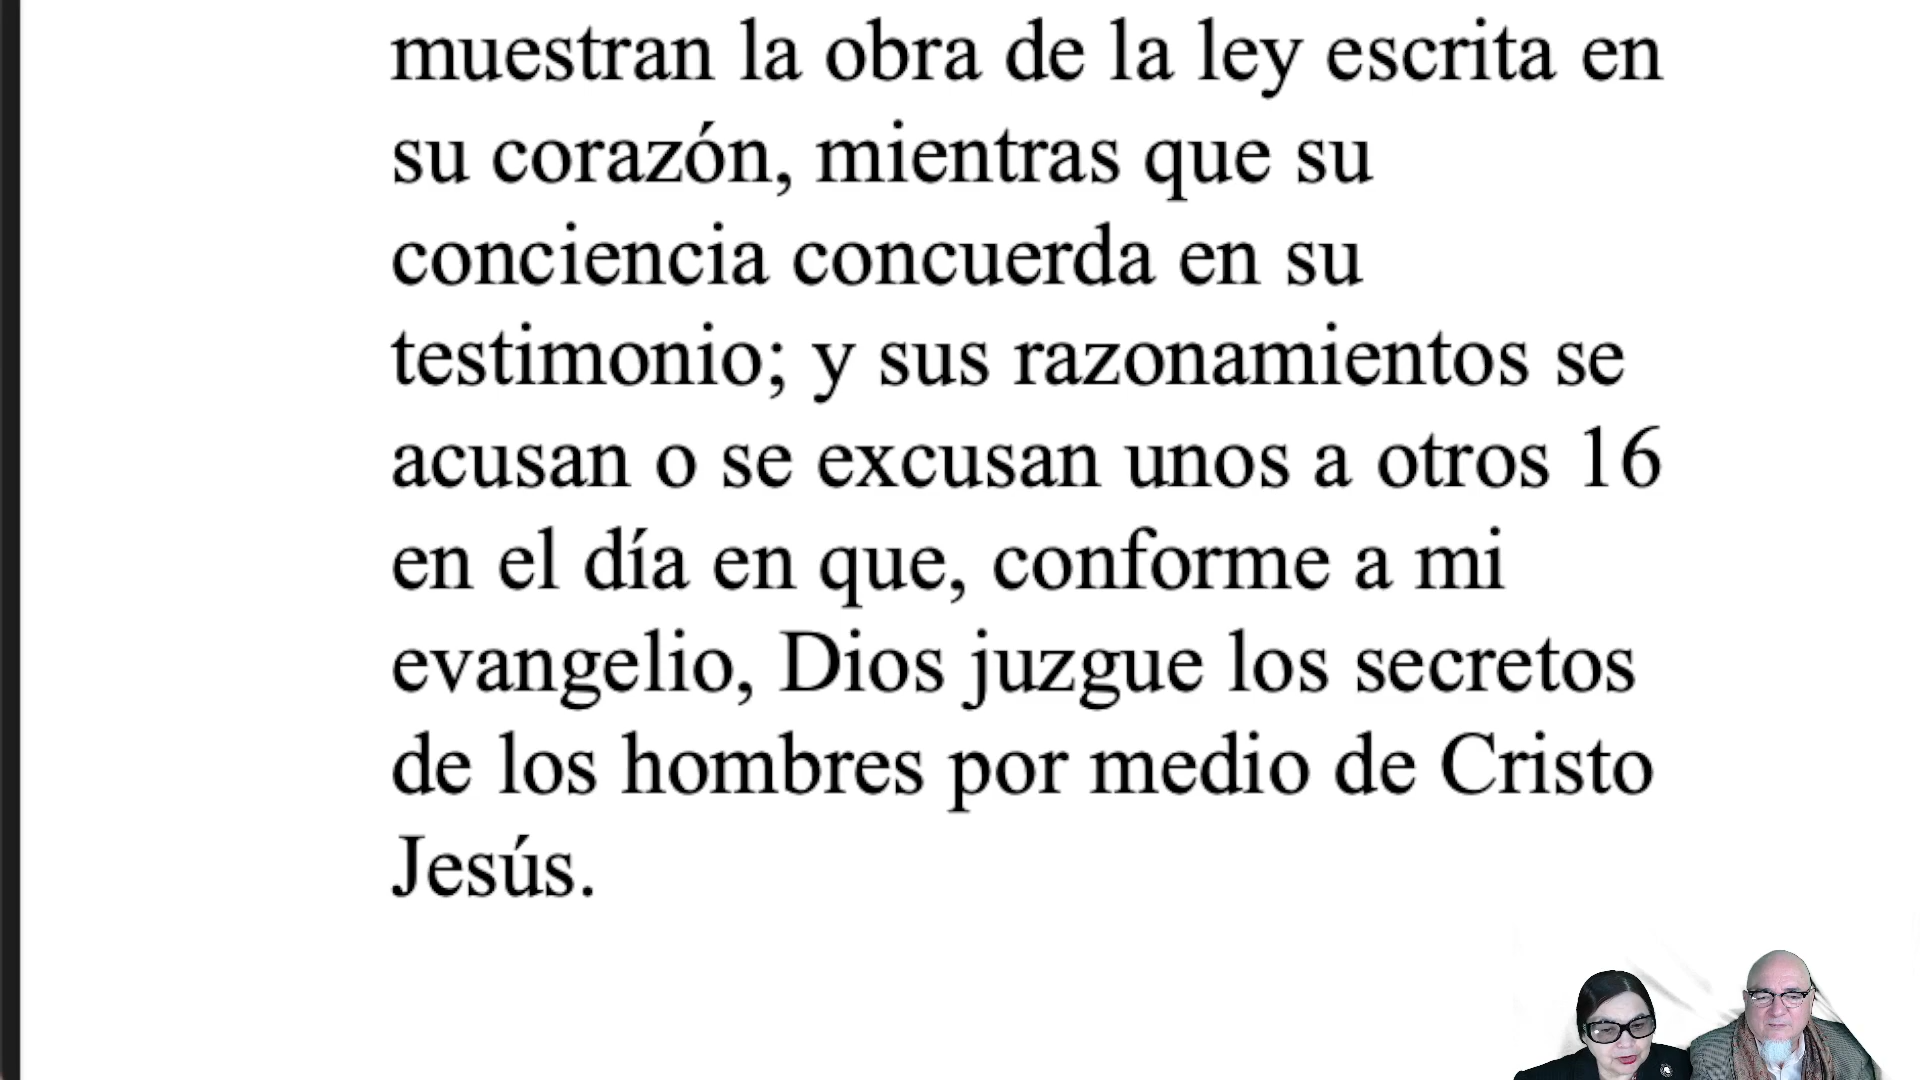 muestran la obra de la ley escrita en
su corazón, mientras que su
conciencia concuerda en su
testimonio; y sus razonamientos se
acusan o se excusan unos a otros 16
en el día en que, conforme a mi
evangelio, Dios juzgue los secretos
de los hombres por medio de Cristo
Jesús.